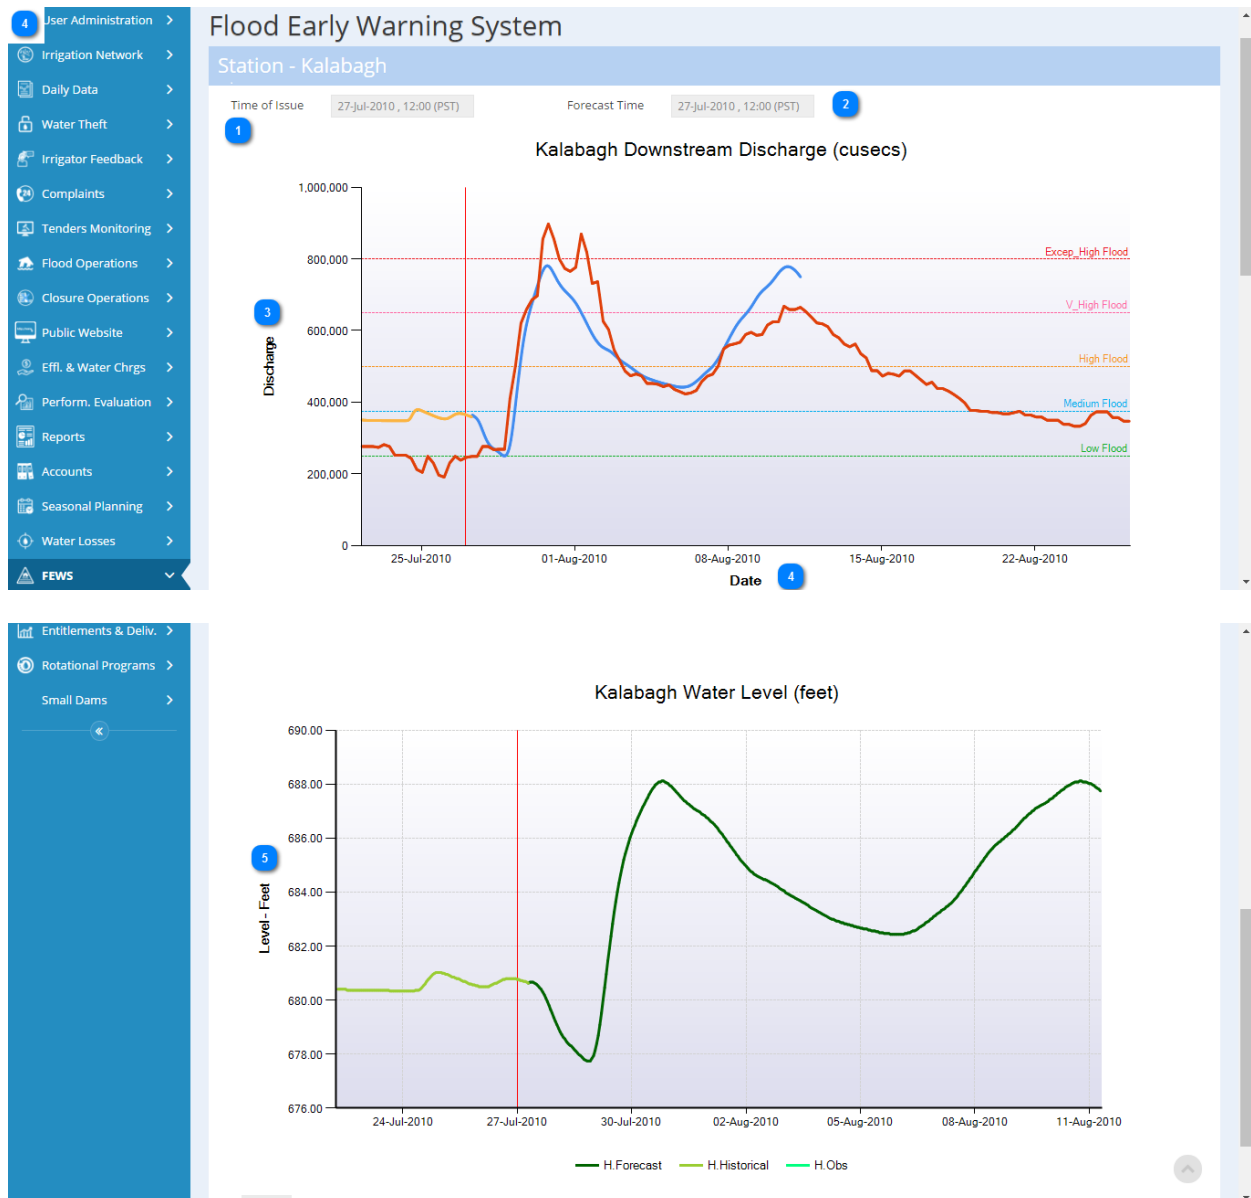 4
User Administration
Irrigation Network
Daily Data
Water Theft
Irrigator Feedback
Complaints
Tenders Monitoring
Flood Operations
Closure Operations
Public Website
Effl. & Water Chrgs
Perform. Evaluation
Reports
Accounts
Seasonal Planning
Water Losses
FEWS
Flood Early Warning System
Station - Kalabagh
Time of Issue 27-Jul-2010 , 12:00 (PST) Forecast Time 27-Jul-2010 , 12:00 (PST) 2
1
Kalabagh Downstream Discharge (cusecs)
1,000,000
800,000
600,000
400,000
200,000
0
3
Discharge
Excep_High Flood
V_High Flood
High Flood
Medium Flood
Low Flood
25-Jul-2010 01-Aug-2010 08-Aug-2010 15-Aug-2010 22-Aug-2010
Date 4
Entitlements & Deliv.
Rotational Programs
Small Dams
Kalabagh Water Level (feet)
690.00
688.00
686.00
684.00
682.00
680.00
678.00
676.00
5
Level - Feet
24-Jul-2010 27-Jul-2010 30-Jul-2010 02-Aug-2010 05-Aug-2010 08-Aug-2010 11-Aug-2010
H.Forecast H.Historical H.Obs